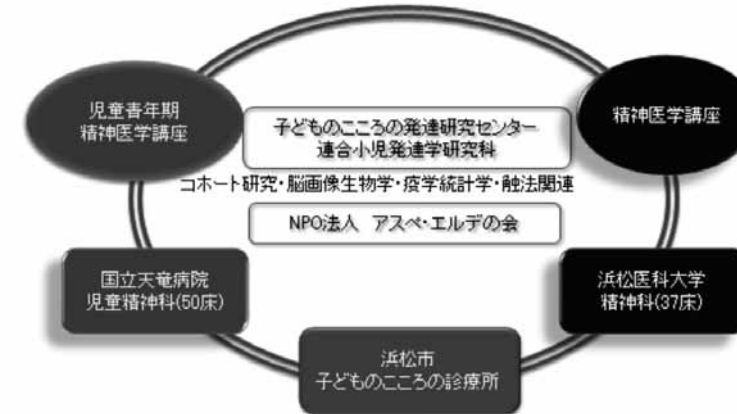 児童青年期
精神医学講座
精神医学講座
子どものこころの発達研究センター
連合小児発達学研究科
コホート研究・脳画像生物学・疫学統計学・触法関連
NPO法人 アスペ・エルデの会
国立天竜病院
児童精神科(50床)
浜松医科大学
精神科(37床)
浜松市
子どものこころの診療所